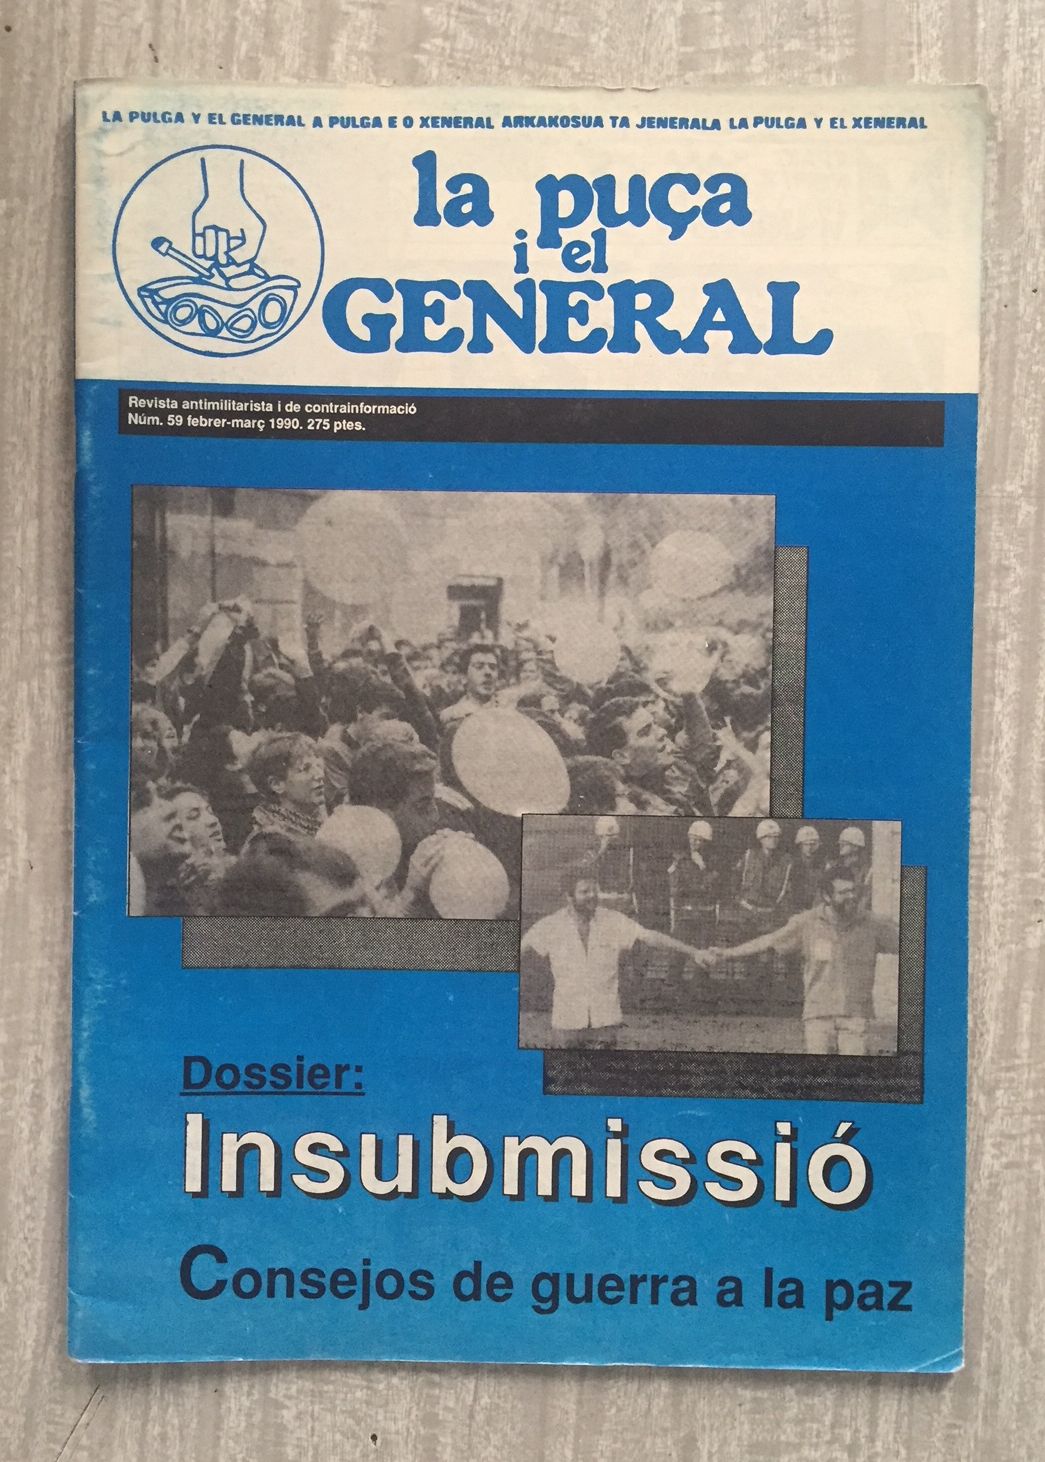 LA PULGA Y EL GENERAL A PULGA E O XENERAL ARKAKOSUA TA JENERALA LA PULGA Y EL XENERAL
la puça
i el
GENERAL
Revista antimilitarista i de contrainformació
Núm. 59 febrer-març 1990. 275 ptes.
Dossier:
Insubmissió
Consejos de guerra a la paz